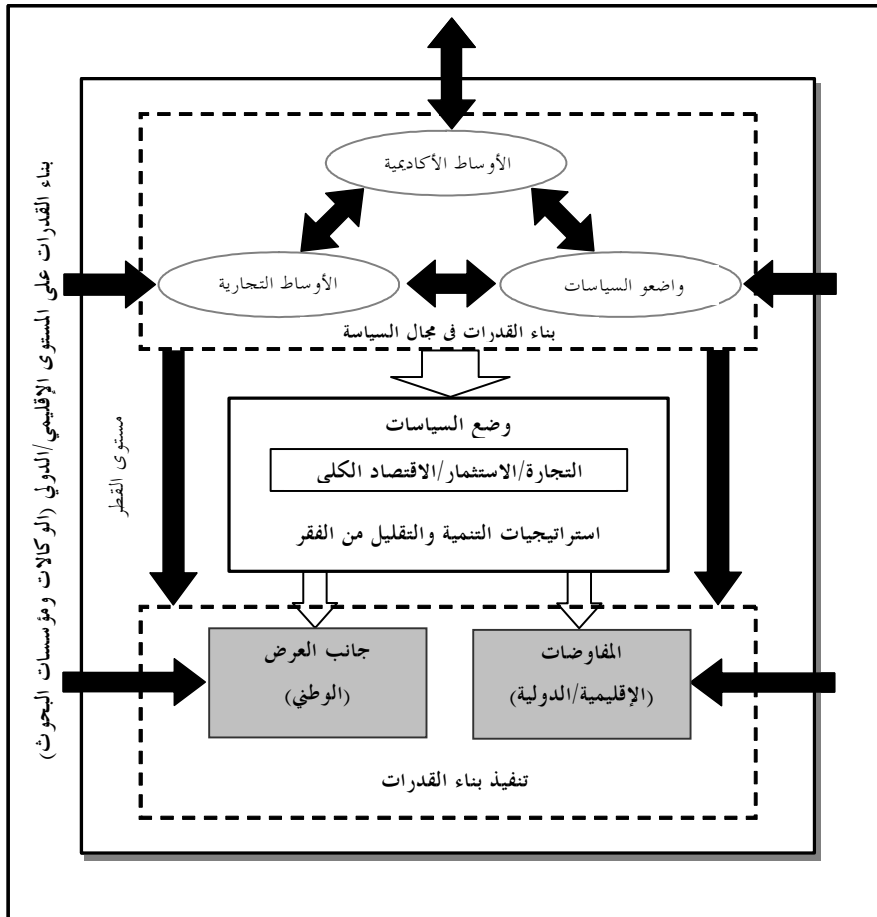 الأوساط الأكاديمية
واضعو السياسات
الأوساط التجارية
بناء القدرات في مجال السياسة
وضع السياسات
التجارة/الاستثمار/الاقتصاد الكلي
استراتيجيات التنمية والتقليل من الفقر
المفاوضات
(الإقليمية/الدولية)
جانب العرض
(الوطني)
تنفيذ بناء القدرات
مستوى القطر
بناء القدرات على المستوى الإقليمي/الدولي (الوكالات ومؤسسات البحوث)